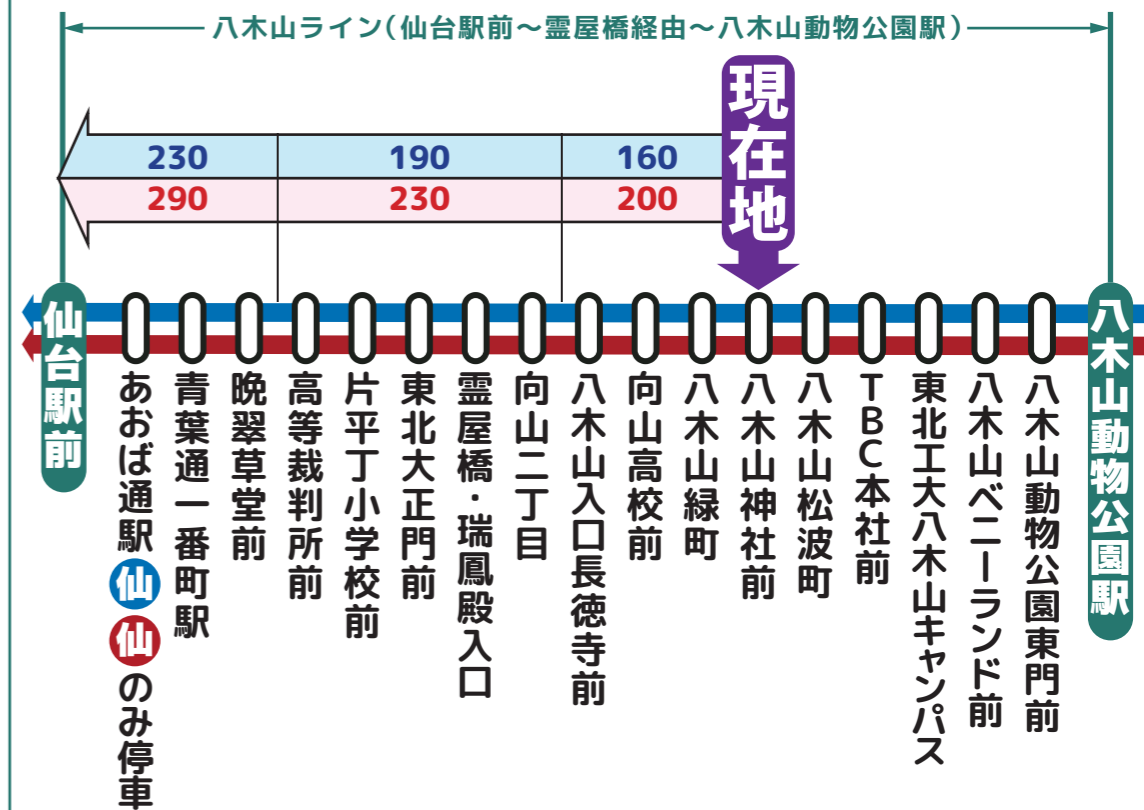 八木山ライン(仙台駅前～霊屋橋経由～八木山動物公園駅)
現在地
230
190
160
290
230
200
仙台駅前
あおば通駅 仙 仙 のみ停車
青葉通一番町駅
晩翠草堂前
高等裁判所前
片平丁小学校前
東北大正門前
霊屋橋・瑞鳳殿入口
向山二丁目
八木山入口長徳寺前
向山高校前
八木山緑町
八木山神社前
八木山松波町
TBC本社前
東北工大八木山キャンパス
八木山ベニーランド前
八木山動物公園東門前
八木山動物公園駅